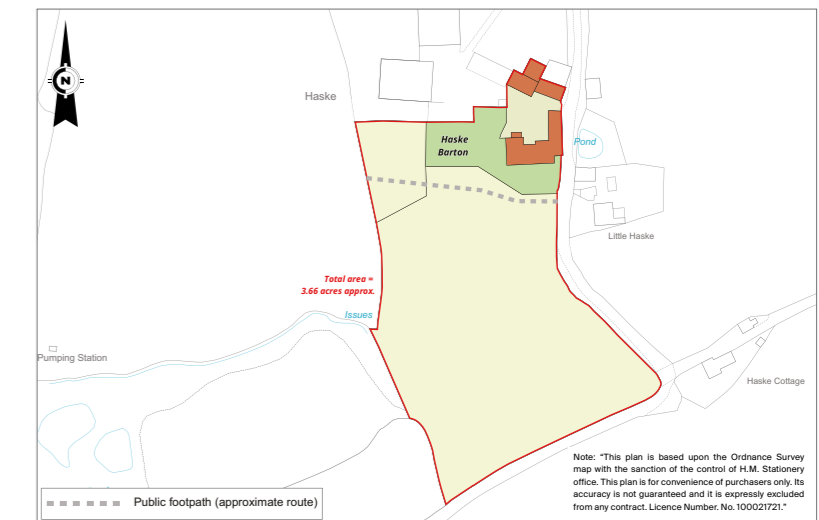 N
Haske
Haske
Barton
Pond
Little Haske
Total area =
3.66 acres approx.
Issues
Pumping Station
Haske Cottage
Note: "This plan is based upon the Ordnance Survey
map with the sanction of the control of H.M. Stationery
office. This plan is for convenience of purchasers only. Its
accuracy is not guaranteed and it is expressly excluded
from any contract. Licence Number. No. 100021721."
Public footpath (approximate route)